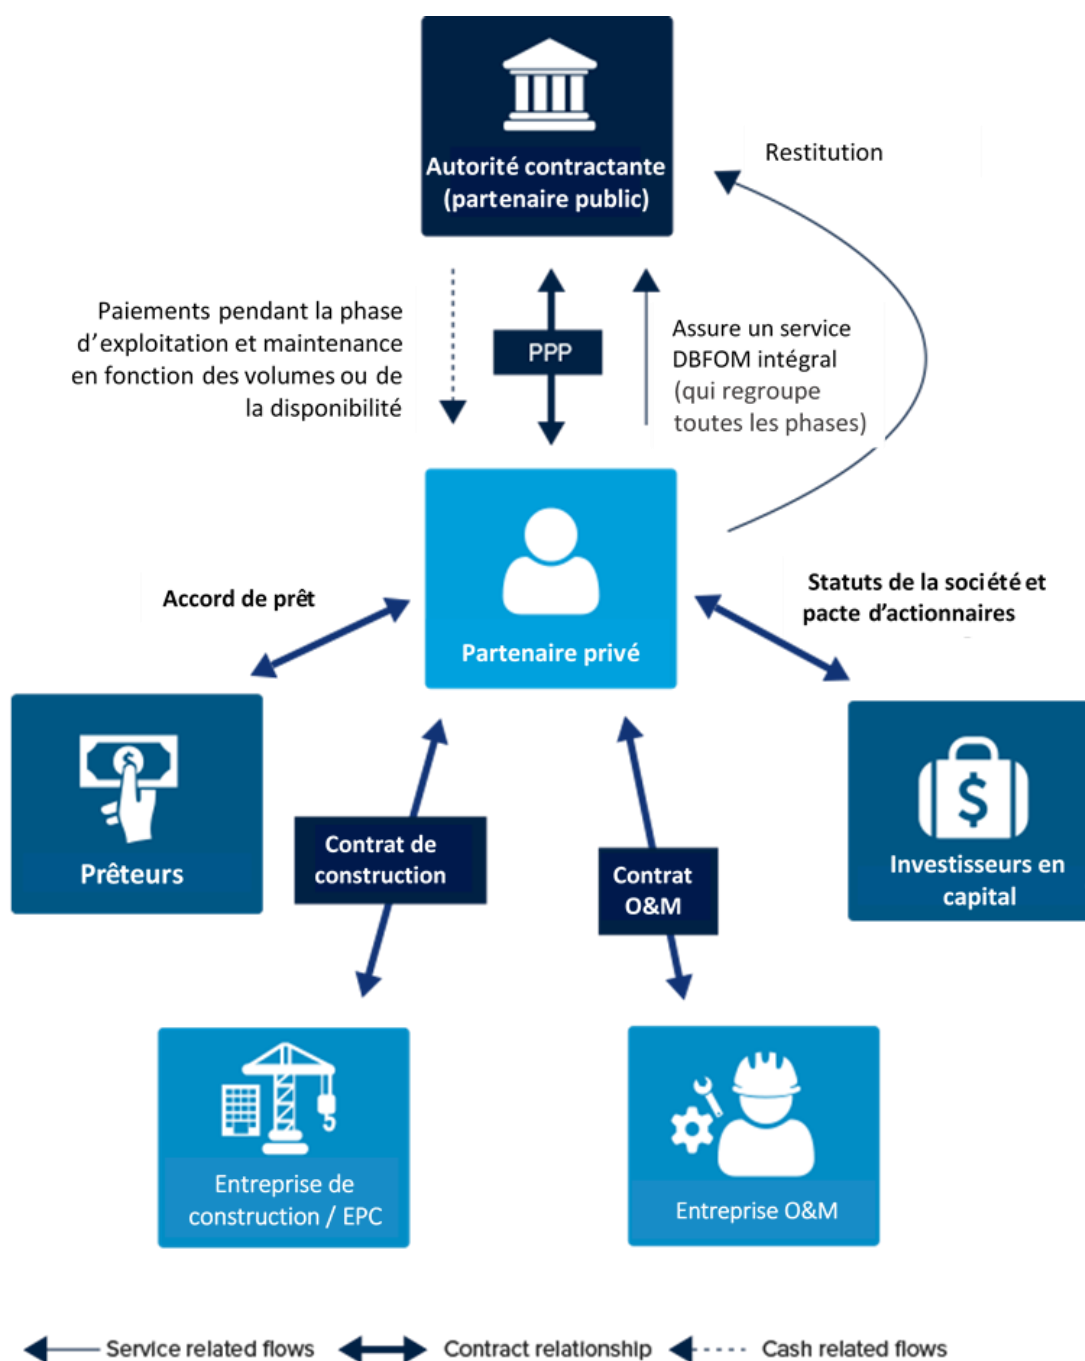 Autorité contractante
(partenaire public)
Restitution
Paiements pendant la phase
d’exploitation et maintenance
en fonction des volumes ou de
la disponibilité
PPP
Assure un service
DBFOM intégral
(qui regroupe
toutes les phases)
Partenaire privé
Accord de prêt
Statuts de la société et
pacte d’actionnaires
Prêteurs
Contrat de
construction
Contrat
O&M
Investisseurs en
capital
Entreprise de
construction / EPC
Entreprise O&M
Service related flows
Contract relationship
Cash related flows